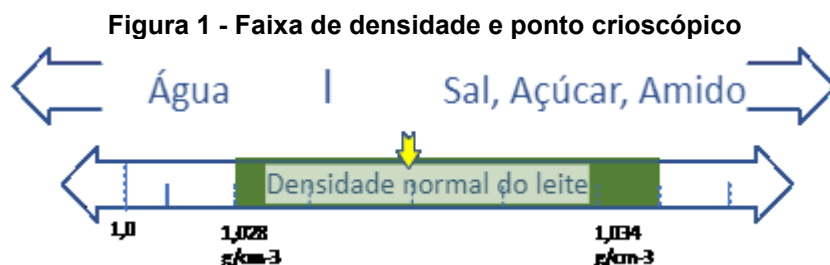 Figura 1 - Faixa de densidade e ponto crioscópico
Água | Sal, Açúcar, Amido
Densidade normal do leite
1,0 1,028 1,034
g/cm-3 g/cm-3